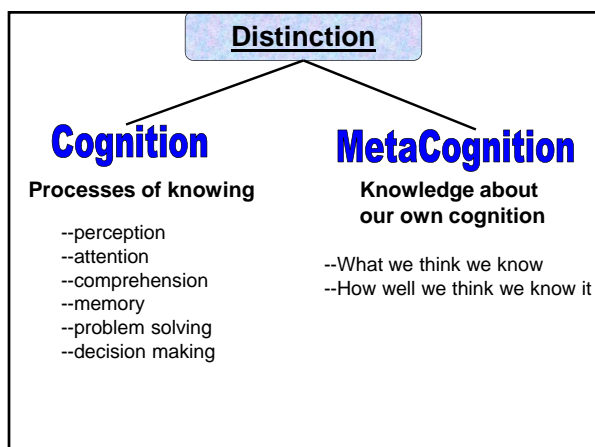 Distinction
Cognition
Processes of knowing
--perception
--attention
--comprehension
--memory
--problem solving
--decision making
MetaCognition
Knowledge about
our own cognition
--What we think we know
--How well we think we know it